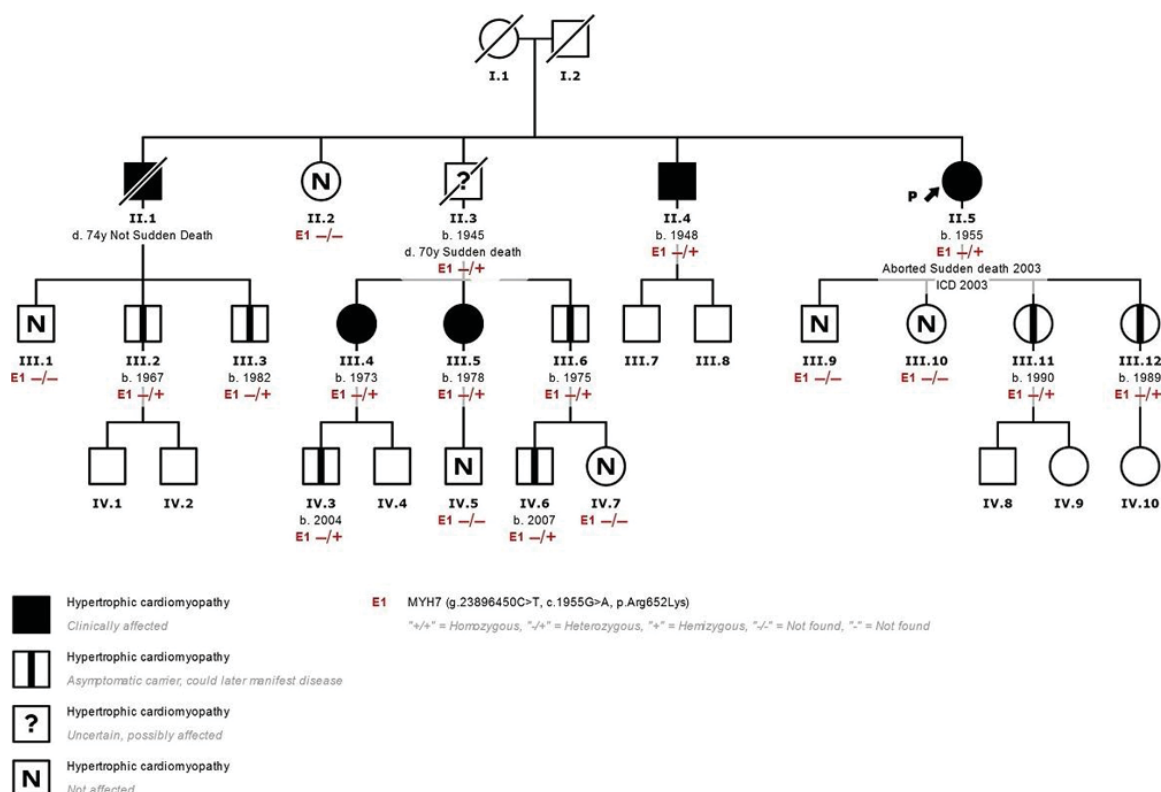 I.1 I.2
N ? P
II.1 II.2 II.3 II.4 II.5
d. 74y Not Sudden Death E1 −/− b. 1945 b. 1948 b. 1955
d. 70y Sudden death E1 −/+ E1 −/+
E1 −/+ Aborted Sudden death 2003
ICD 2003
N N N
III.1 III.2 III.3 III.4 III.5 III.6 III.7 III.8 III.9 III.10 III.11 III.12
E1 −/− b. 1967 b. 1982 b. 1973 b. 1978 b. 1975 E1 −/− E1 −/− b. 1990 b. 1989
E1 −/+ E1 −/+ E1 −/+ E1 −/+ E1 −/+ E1 −/+ E1 −/+
N N
IV.1 IV.2 IV.3 IV.4 IV.5 IV.6 IV.7 IV.8 IV.9 IV.10
b. 2004 E1 −/− b. 2007 E1 −/−
E1 −/+ E1 −/+
Hypertrophic cardiomyopathy E1 MYH7 (g.23896450C>T, c.1955G>A, p.Arg652Lys)
Clinically affected "+/+" = Homozygous, "-/+" = Heterozygous, "+" = Hemizygous, "-/-" = Not found, "-" = Not found
Hypertrophic cardiomyopathy
Asymptomatic carrier, could later manifest disease
Hypertrophic cardiomyopathy
? Uncertain, possibly affected
Hypertrophic cardiomyopathy
N Not affected